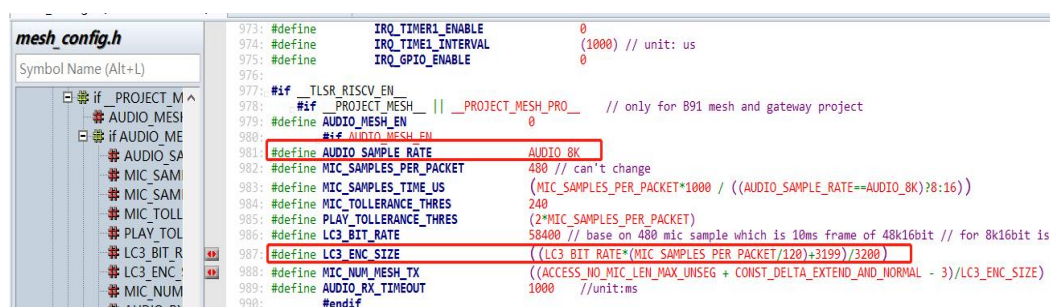 mesh_config.h
Symbol Name (Alt+L)
if __PROJECT_M
AUDIO_MESH
if AUDIO_ME
AUDIO_SA
MIC_SAMI
MIC_SAMI
MIC_TOLL
PLAY_TOL
LC3_BIT_R
LC3_ENC_
MIC_NUM
973: #define IRQ_TIMER1_ENABLE 0
974: #define IRQ_TIME1_INTERVAL (1000) // unit: us
975: #define IRQ_GPIO_ENABLE 0
976:
977: #if __TLSR_RISCV_EN__
978: #if __PROJECT_MESH__ || __PROJECT_MESH_PRO__ // only for B91 mesh and gateway project
979: #define AUDIO_MESH_EN 0
980: #if AUDIO_MESH_EN
981: #define AUDIO_SAMPLE_RATE AUDIO_8K
982: #define MIC_SAMPLES_PER_PACKET 480 // can't change
983: #define MIC_SAMPLES_TIME_US (MIC_SAMPLES_PER_PACKET*1000 / ((AUDIO_SAMPLE_RATE==AUDIO_8K)?8:16))
984: #define MIC_TOLLERANCE_THRES 240
985: #define PLAY_TOLLERANCE_THRES (2*MIC_SAMPLES_PER_PACKET)
986: #define LC3_BIT_RATE 58400 // base on 480 mic sample which is 10ms frame of 48k16bit // for 8k16bit is
987: #define LC3_ENC_SIZE ((LC3_BIT_RATE*(MIC_SAMPLES_PER_PACKET/120)+3199)/3200)
988: #define MIC_NUM_MESH_TX ((ACCESS_NO_MIC_LEN_MAX_UNSEG + CONST_DELTA_EXTEND_AND_NORMAL - 3)/LC3_ENC_SIZE)
989: #define AUDIO_RX_TIMEOUT 1000 //unit:ms
990: #endif